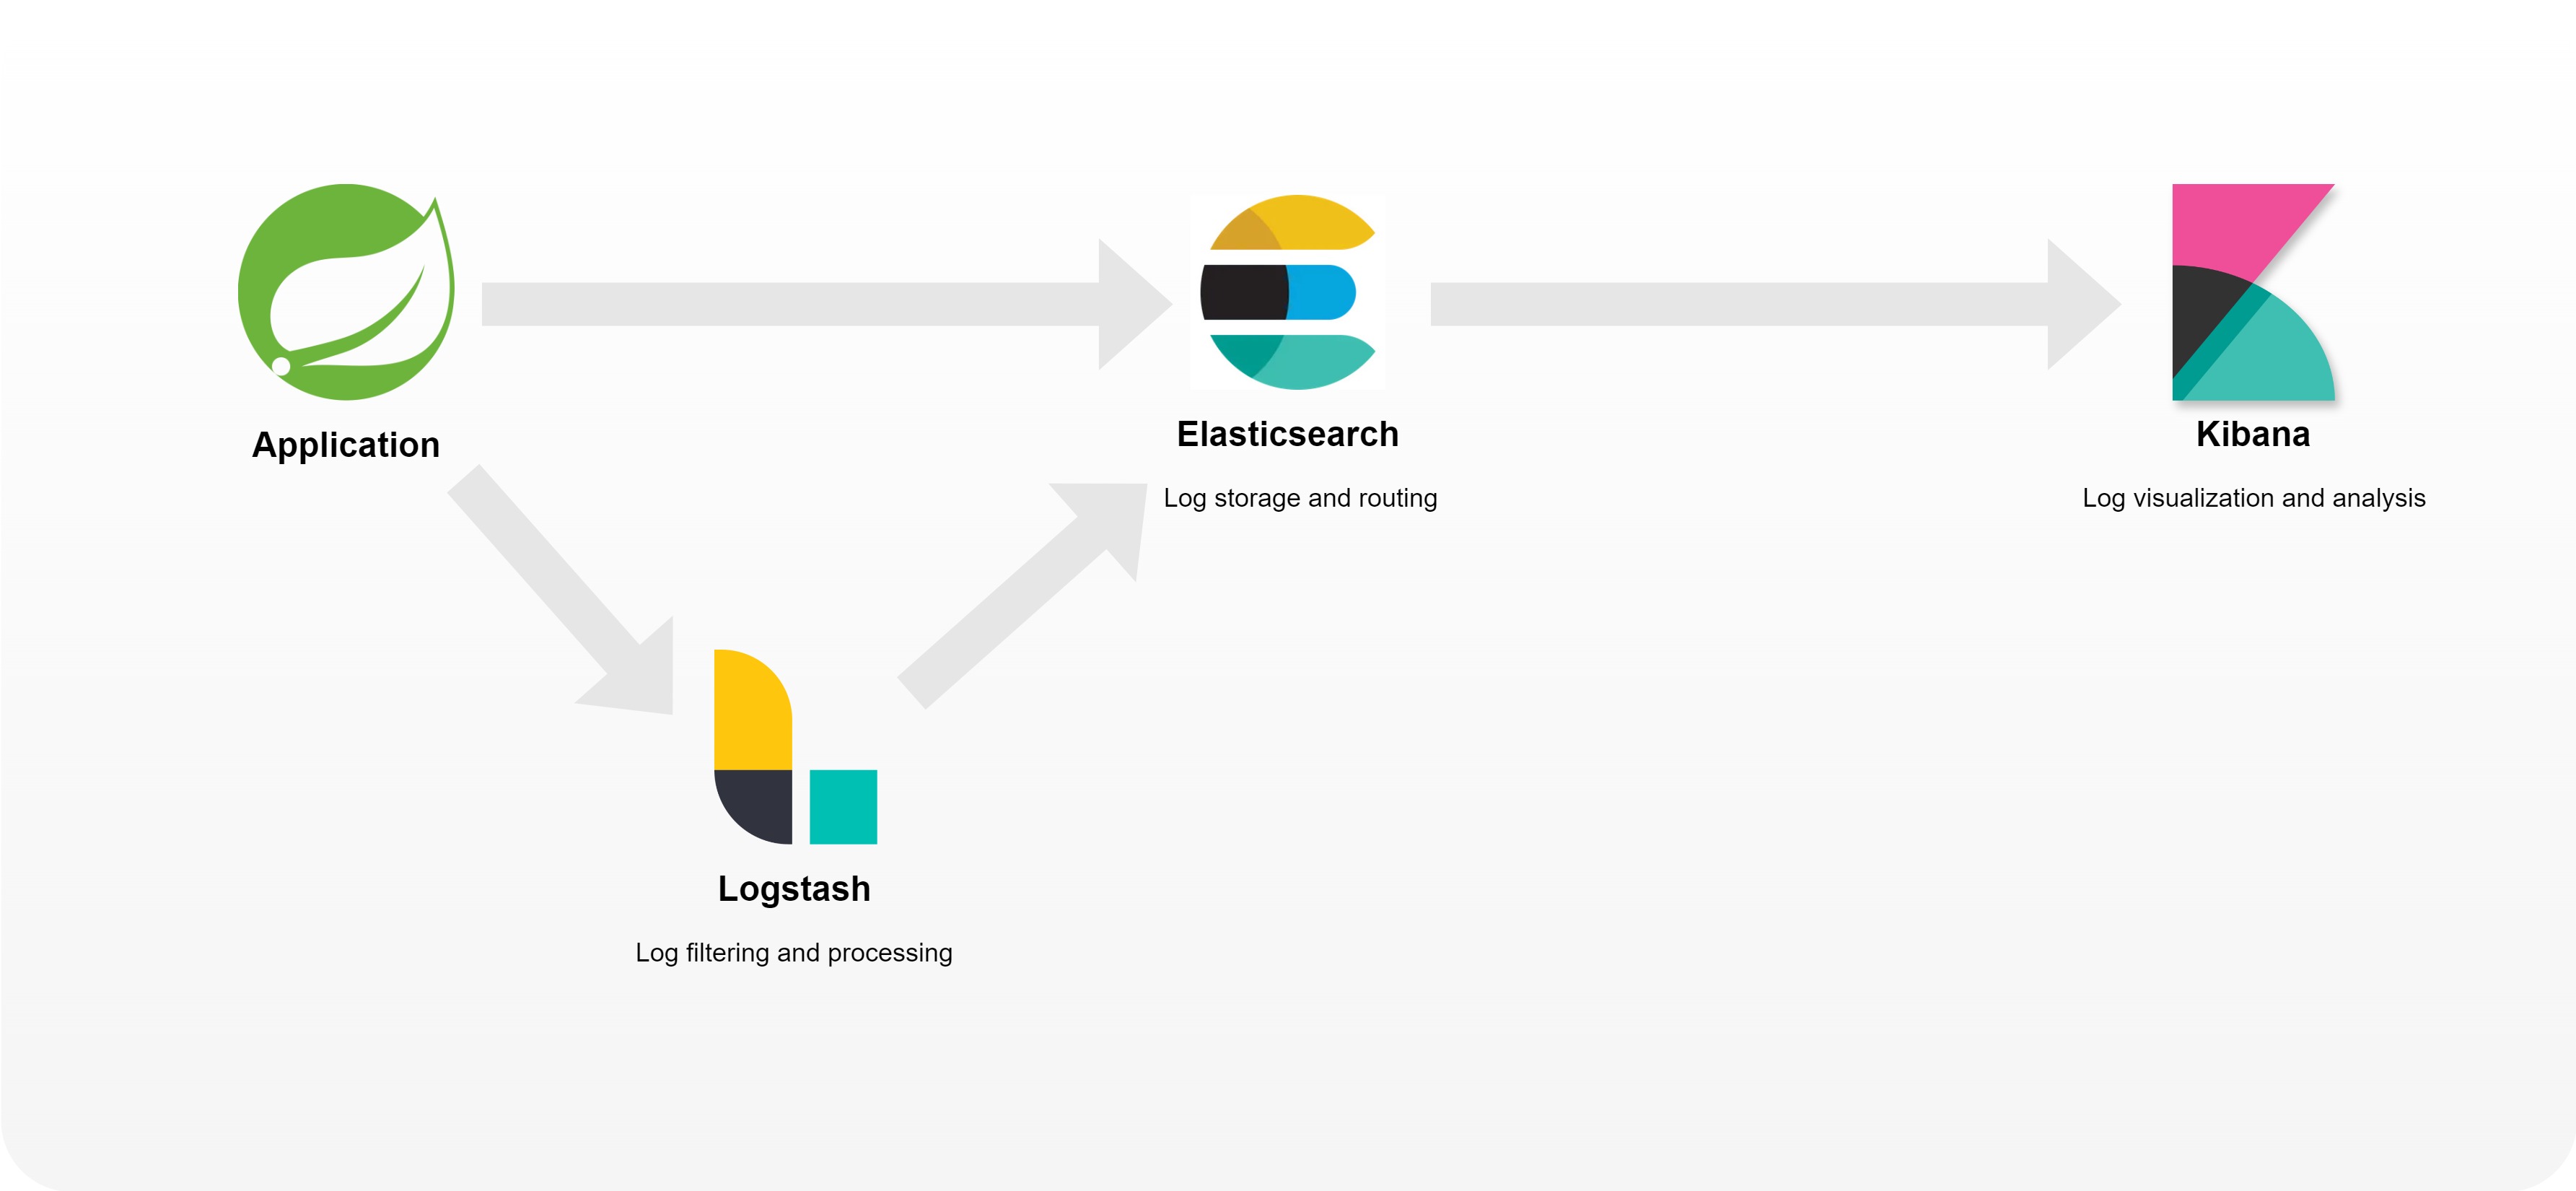 Application
Elasticsearch
Log storage and routing
Kibana
Log visualization and analysis
Logstash
Log filtering and processing